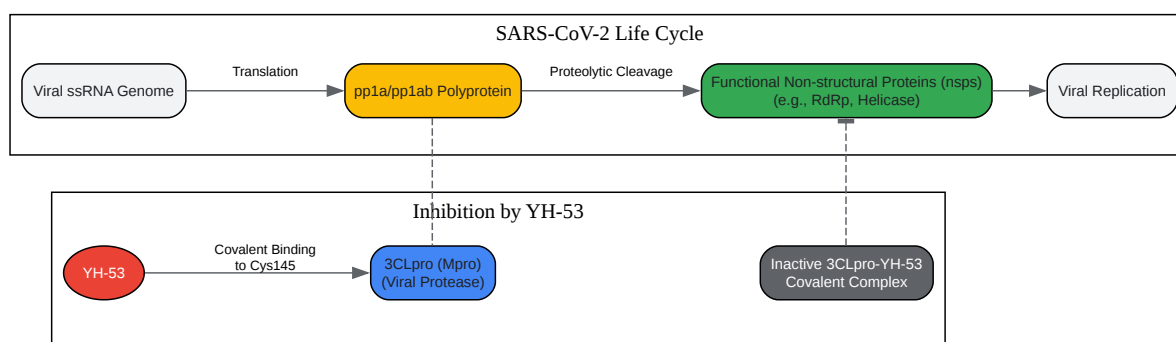 SARS-CoV-2 Life Cycle
Viral ssRNA Genome
Translation
pp1a/pp1ab Polyprotein
Proteolytic Cleavage
Functional Non-structural Proteins (nsps)
(e.g., RdRp, Helicase)
Viral Replication
Inhibition by YH-53
YH-53
Covalent Binding
to Cys145
3CLpro (Mpro)
(Viral Protease)
Inactive 3CLpro-YH-53
Covalent Complex